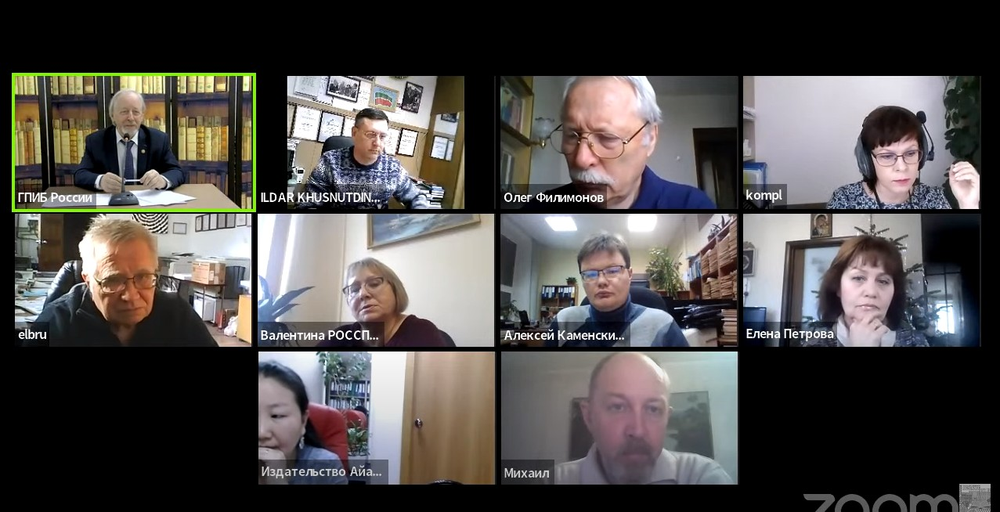 ГПИБ России
ILDAR KHUSNUTDIN...
Олег Филимонов
kompl
elbru
Валентина РОССП...
Алексей Каменски...
Елена Петрова
Издательство Айа...
Михаил
zoom